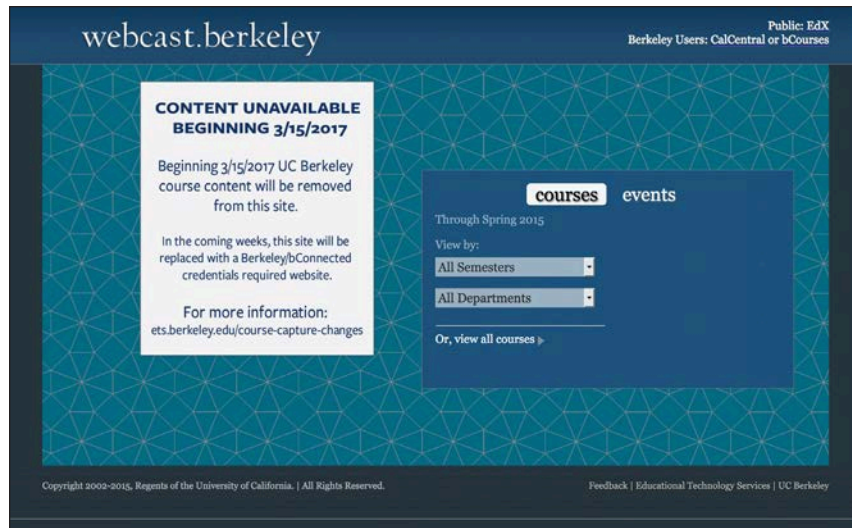 webcast.berkeley
Public: EdX
Berkeley Users: CalCentral or bCourses
CONTENT UNAVAILABLE
BEGINNING 3/15/2017
Beginning 3/15/2017 UC Berkeley
course content will be removed
from this site.
In the coming weeks, this site will be
replaced with a Berkeley/bConnected
credentials required website.
For more information:
ets.berkeley.edu/course-capture-changes
courses events
Through Spring 2015
View by:
All Semesters
All Departments
Or, view all courses
Copyright 2002-2015, Regents of the University of California. | All Rights Reserved.
Feedback | Educational Technology Services | UC Berkeley